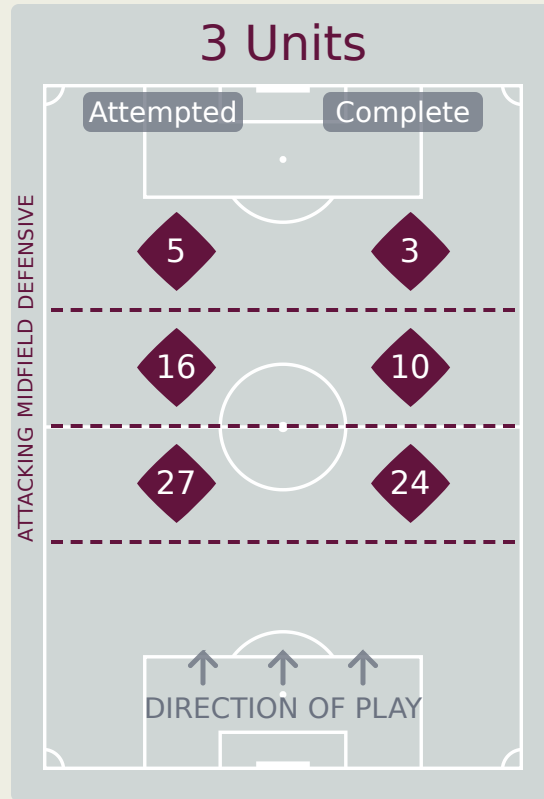 3 Units
Attempted Complete
ATTACKING MIDFIELD DEFENSIVE
5 3
16 10
27 24
DIRECTION OF PLAY